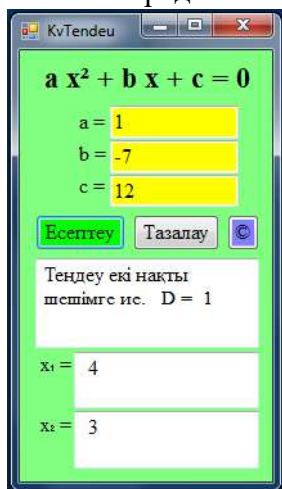 KvTendeu
a x² + b x + c = 0
a = 1
b = -7
c = 12
Есептеу Тазалау ©
Теңдеу екі нақты
шешімге ие. D = 1
x₁ = 4
x₂ = 3